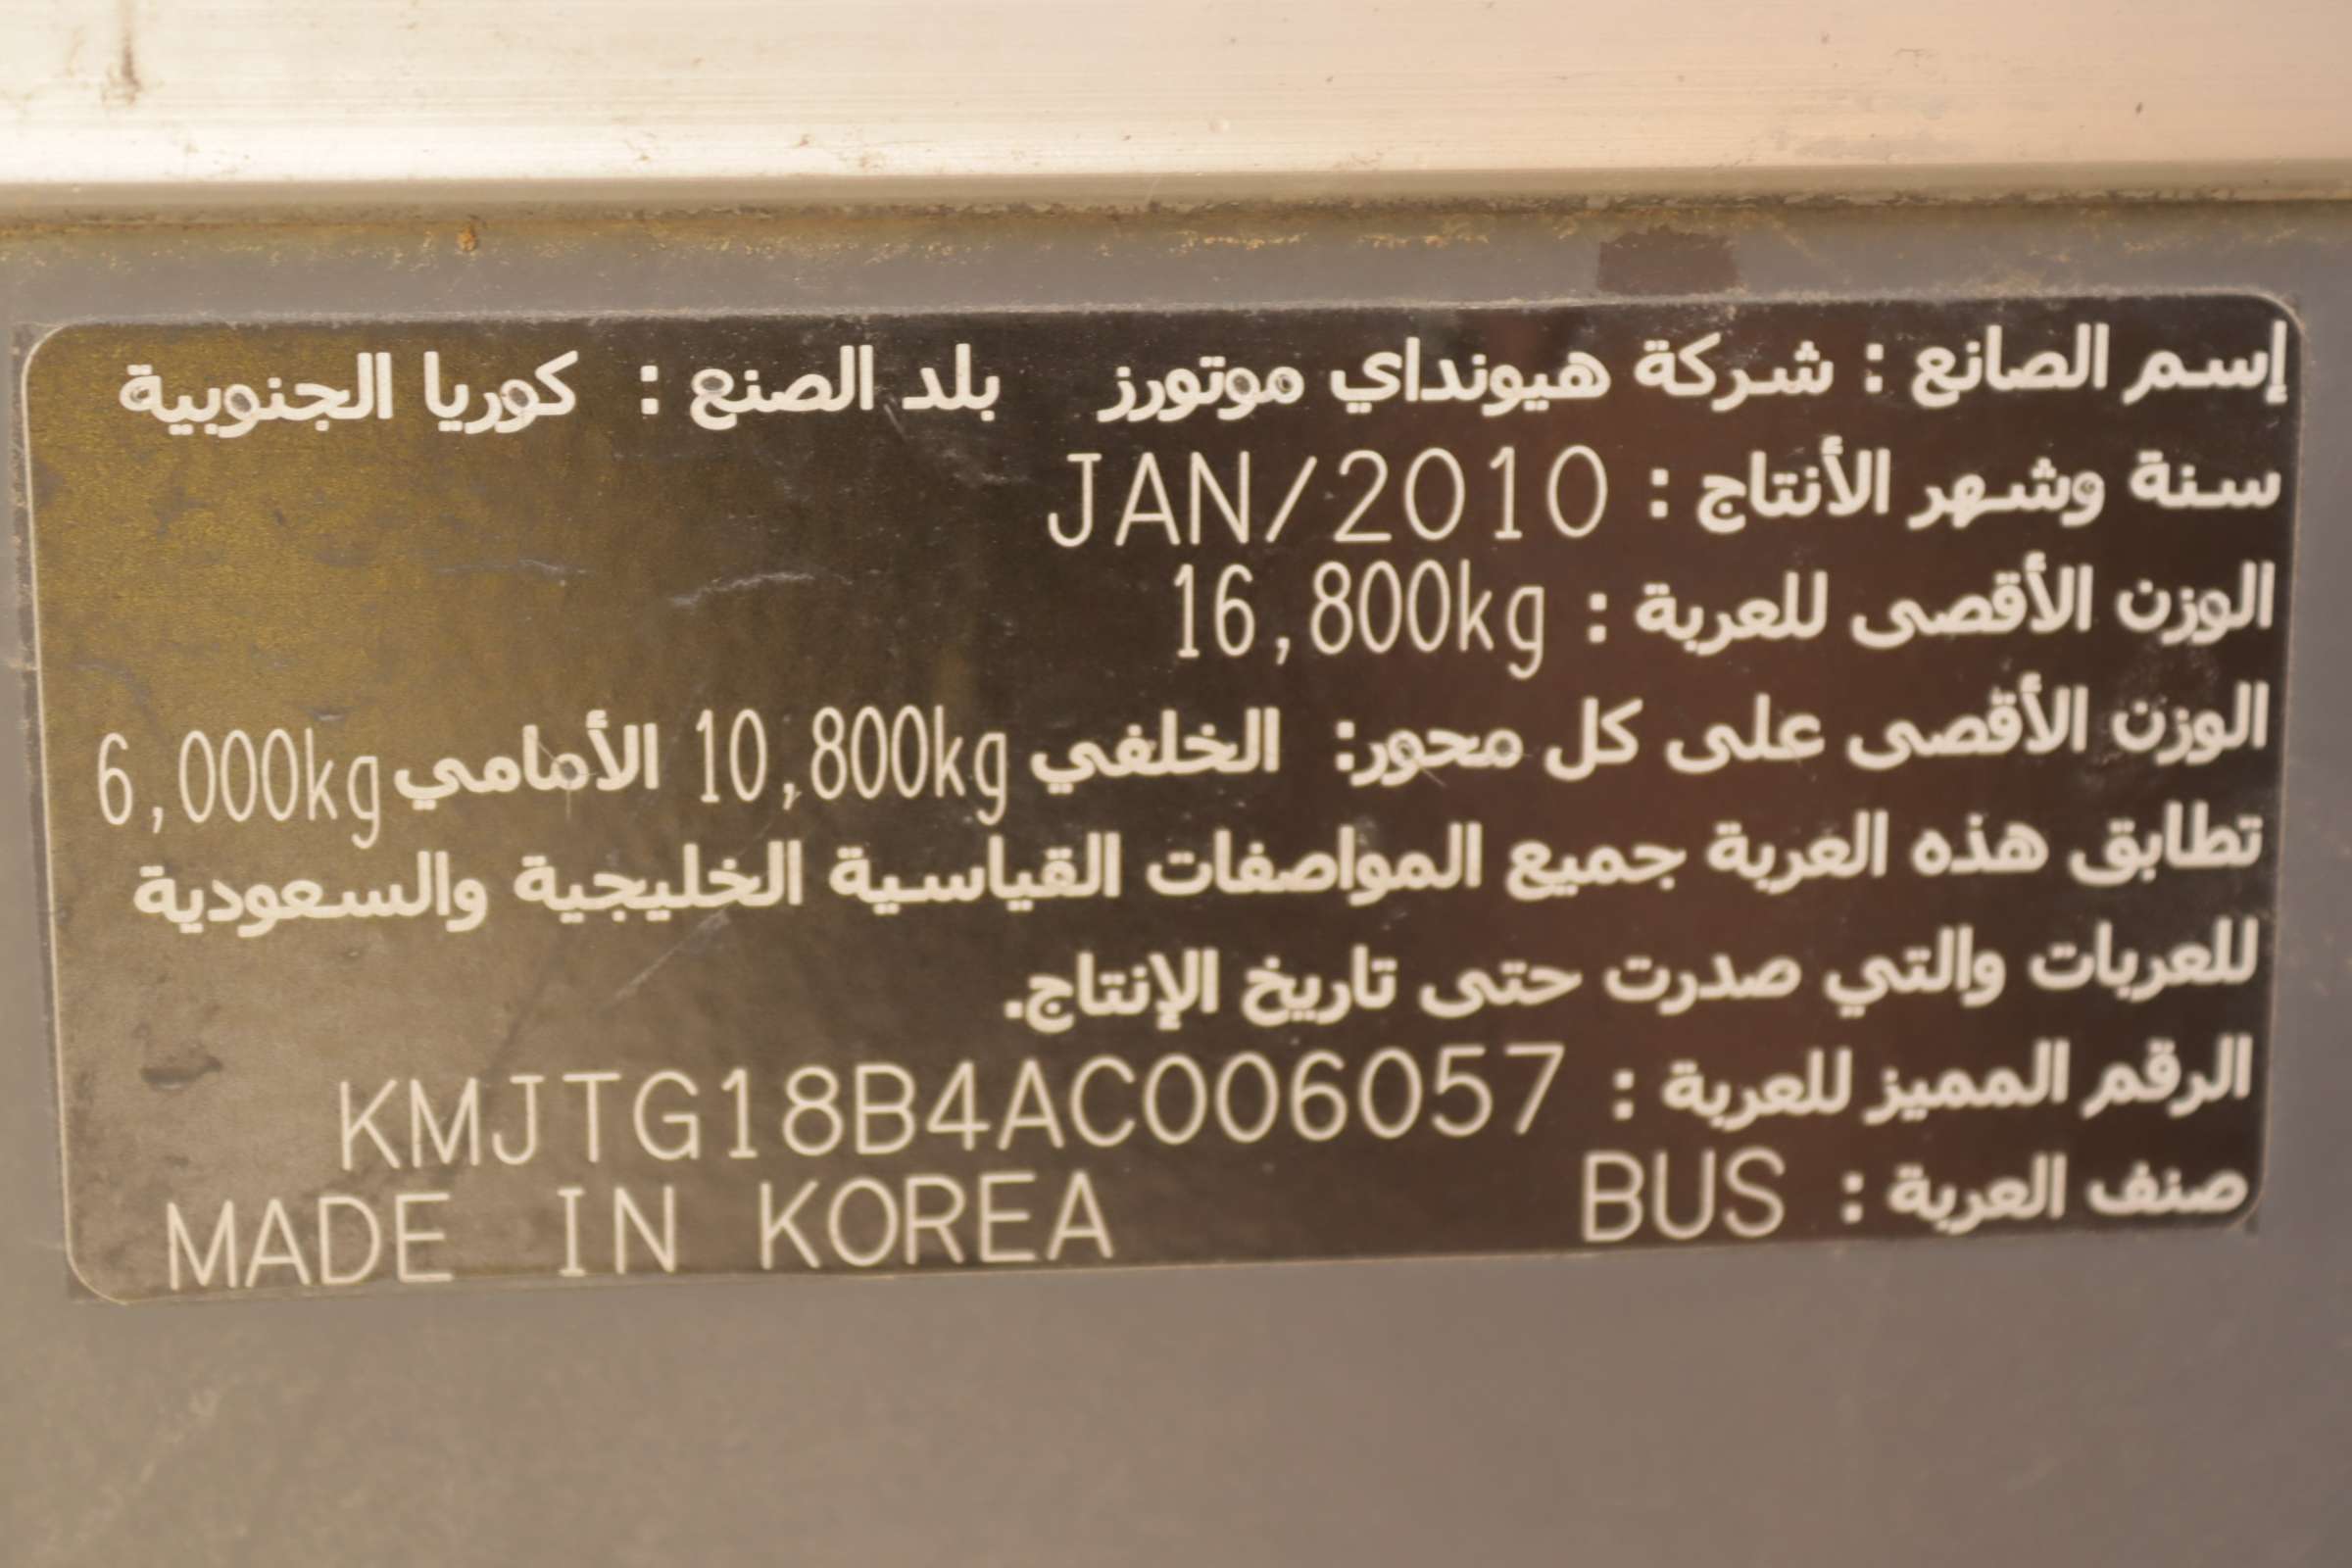 إسم الصانع : شركة هيونداي موتورز بلد الصنع : كوريا الجنوبية
سنة وشهر الأنتاج : JAN/2010
الوزن الأقصى للعربة : 16,800kg
الوزن الأقصى على كل محور: الخلفي 10,800kg الأمامي 6,000kg
تطابق هذه العربة جميع المواصفات القياسية الخليجية والسعودية
للعربات والتي صدرت حتى تاريخ الإنتاج.
الرقم المميز للعربة : KMJTG18B4AC006057
صنف العربة : BUS MADE IN KOREA